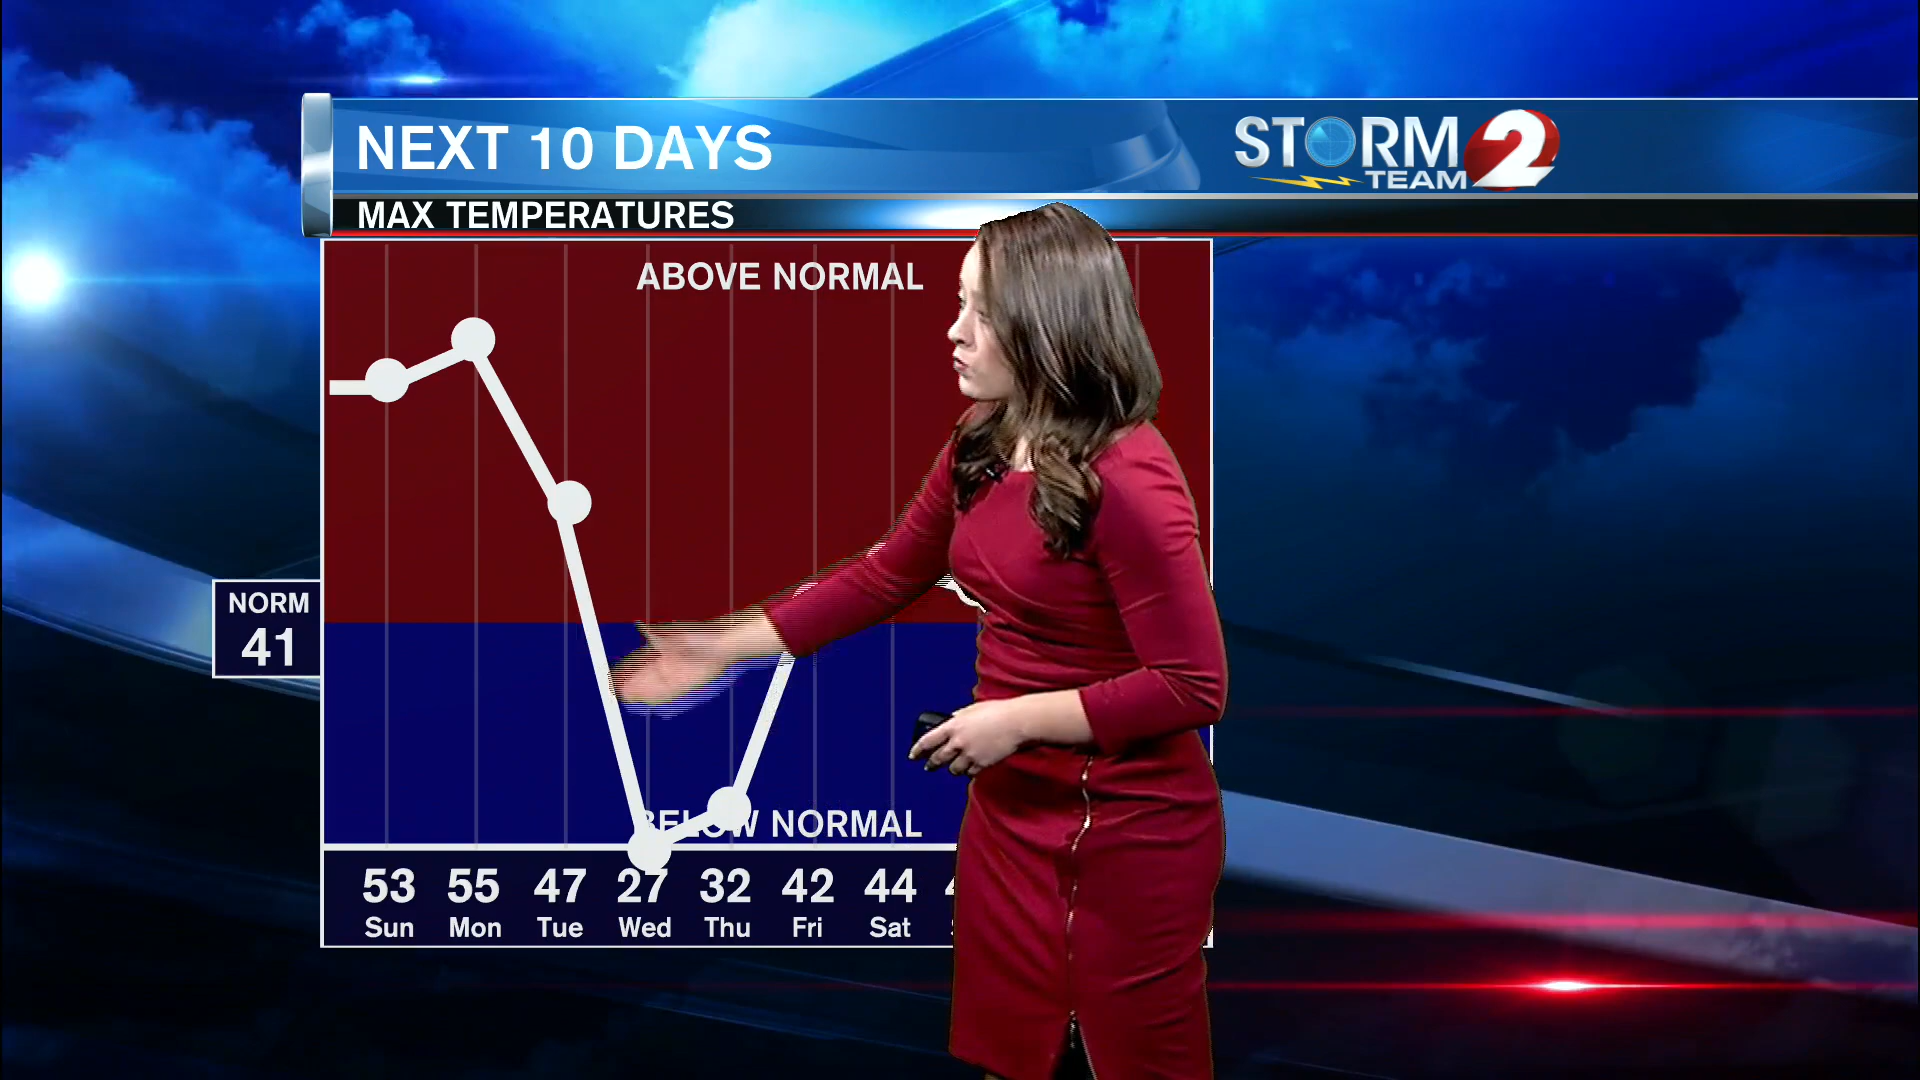 NEXT 10 DAYS
STORM 2
TEAM
MAX TEMPERATURES
ABOVE NORMAL
NORM
41
BELOW NORMAL
53 55 47 27 32 42 44
Sun Mon Tue Wed Thu Fri Sat